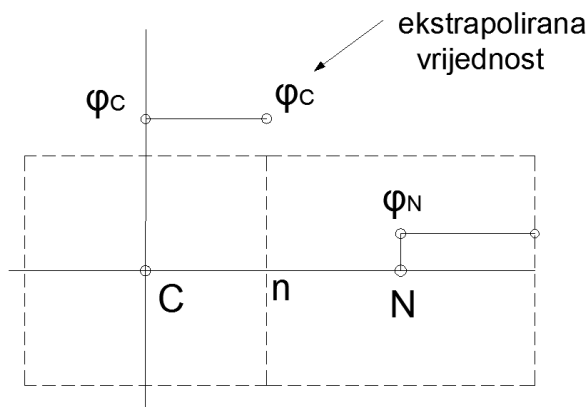 ekstrapolirana
vrijednost
φC
φC
φN
C
n
N